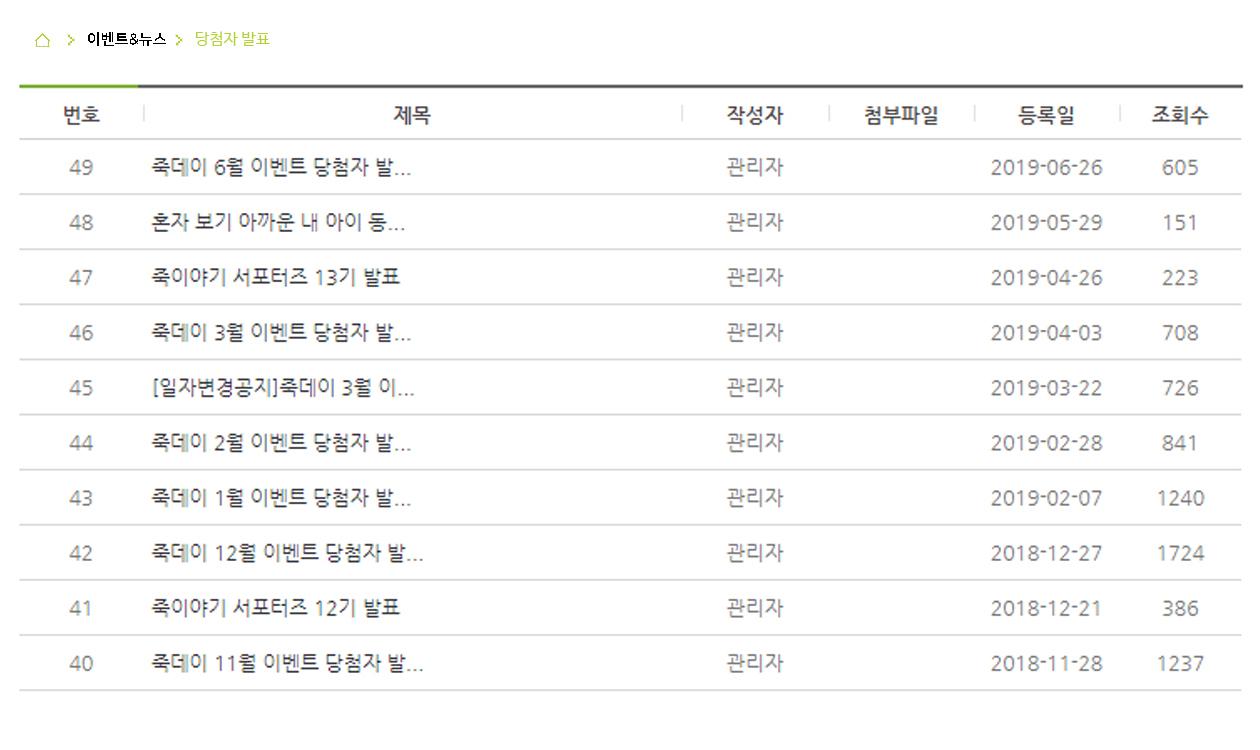 이벤트&뉴스 > 당첨자 발표
번호 제목 작성자 첨부파일 등록일 조회수
49 죽데이 6월 이벤트 당첨자 발... 관리자 2019-06-26 605
48 혼자 보기 아까운 내 아이 동... 관리자 2019-05-29 151
47 죽이야기 서포터즈 13기 발표 관리자 2019-04-26 223
46 죽데이 3월 이벤트 당첨자 발... 관리자 2019-04-03 708
45 [일자변경공지]죽데이 3월 이... 관리자 2019-03-22 726
44 죽데이 2월 이벤트 당첨자 발... 관리자 2019-02-28 841
43 죽데이 1월 이벤트 당첨자 발... 관리자 2019-02-07 1240
42 죽데이 12월 이벤트 당첨자 발... 관리자 2018-12-27 1724
41 죽이야기 서포터즈 12기 발표 관리자 2018-12-21 386
40 죽데이 11월 이벤트 당첨자 발... 관리자 2018-11-28 1237